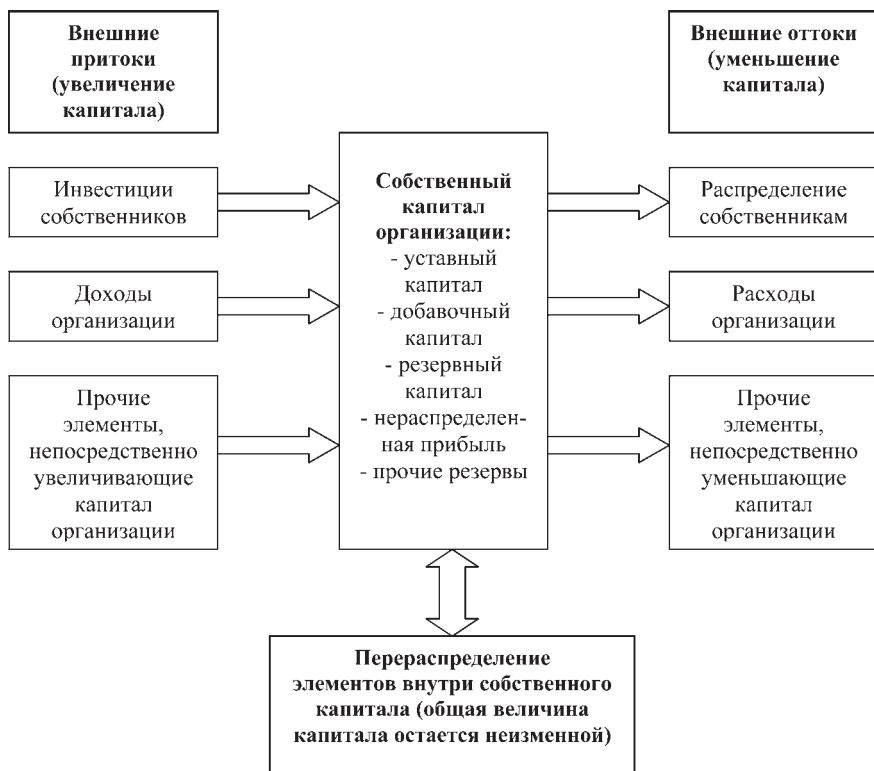 Внешние
притоки
(увеличение
капитала)
Инвестиции
собственников
Доходы
организации
Прочие
элементы,
непосредственно
увеличивающие
капитал
организации
Собственный
капитал
организации:
- уставный
капитал
- добавочный
капитал
- резервный
капитал
- нераспределен-
ная прибыль
- прочие резервы
Внешние оттоки
(уменьшение
капитала)
Распределение
собственникам
Расходы
организации
Прочие
элементы,
непосредственно
уменьшающие
капитал
организации
Перераспределение
элементов внутри собственного
капитала (общая величина
капитала остается неизменной)